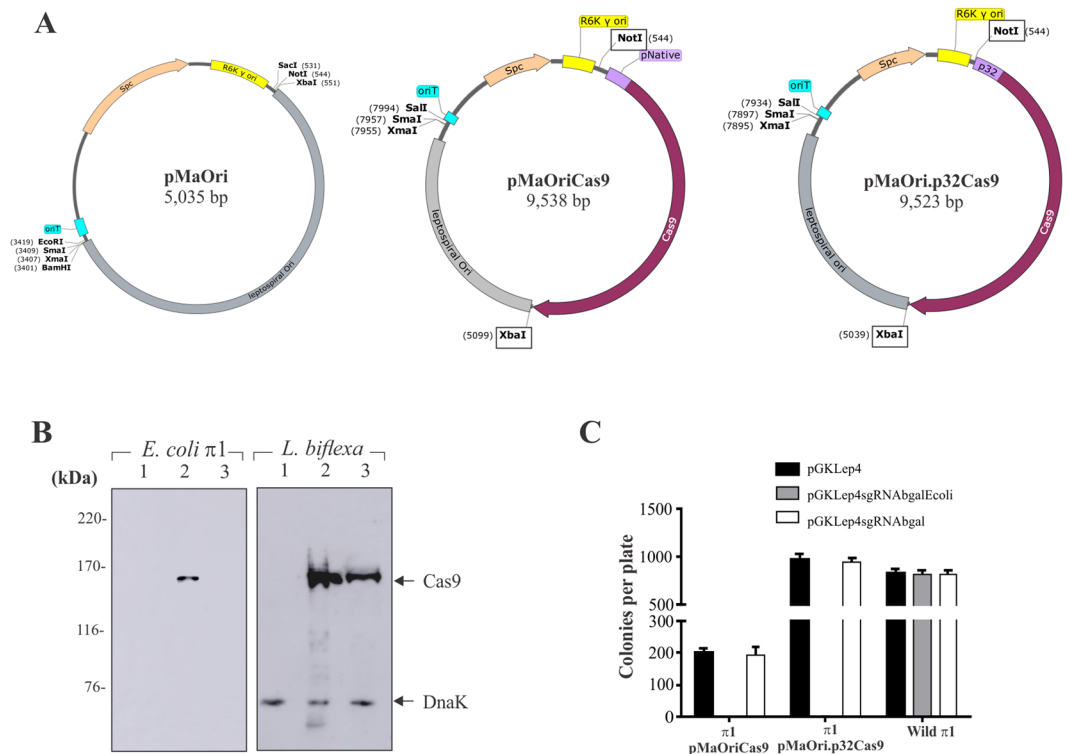 A
SacI (531)
NotI (544)
XbaI (551)
R6K γ ori
Spc
pMaOri
5,035 bp
oriT
(3419) EcoRI
(3409) SmaI
(3407) XmaI
(3401) BamHI
leptospiral Ori
R6K γ ori
NotI (544)
pNative
Spc
oriT
(7994) SalI
(7957) SmaI
(7955) XmaI
pMaOriCas9
9,538 bp
Cas9
leptospiral Ori
(5099) XbaI
R6K γ ori
NotI (544)
p32
Spc
oriT
(7934) SalI
(7897) SmaI
(7895) XmaI
pMaOri.p32Cas9
9,523 bp
Cas9
leptospiral ori
(5039) XbaI
B
E. coli π1
L. biflexa
(kDa)
1 2 3 1 2 3
220-
170-
Cas9
116-
76-
DnaK
C
pGKLep4
pGKLep4sgRNAbgalEcoli
pGKLep4sgRNAbgal
Colonies per plate
1500
1000
500
300
200
100
0
π1
pMaOriCas9
π1
pMaOri.p32Cas9
Wild π1